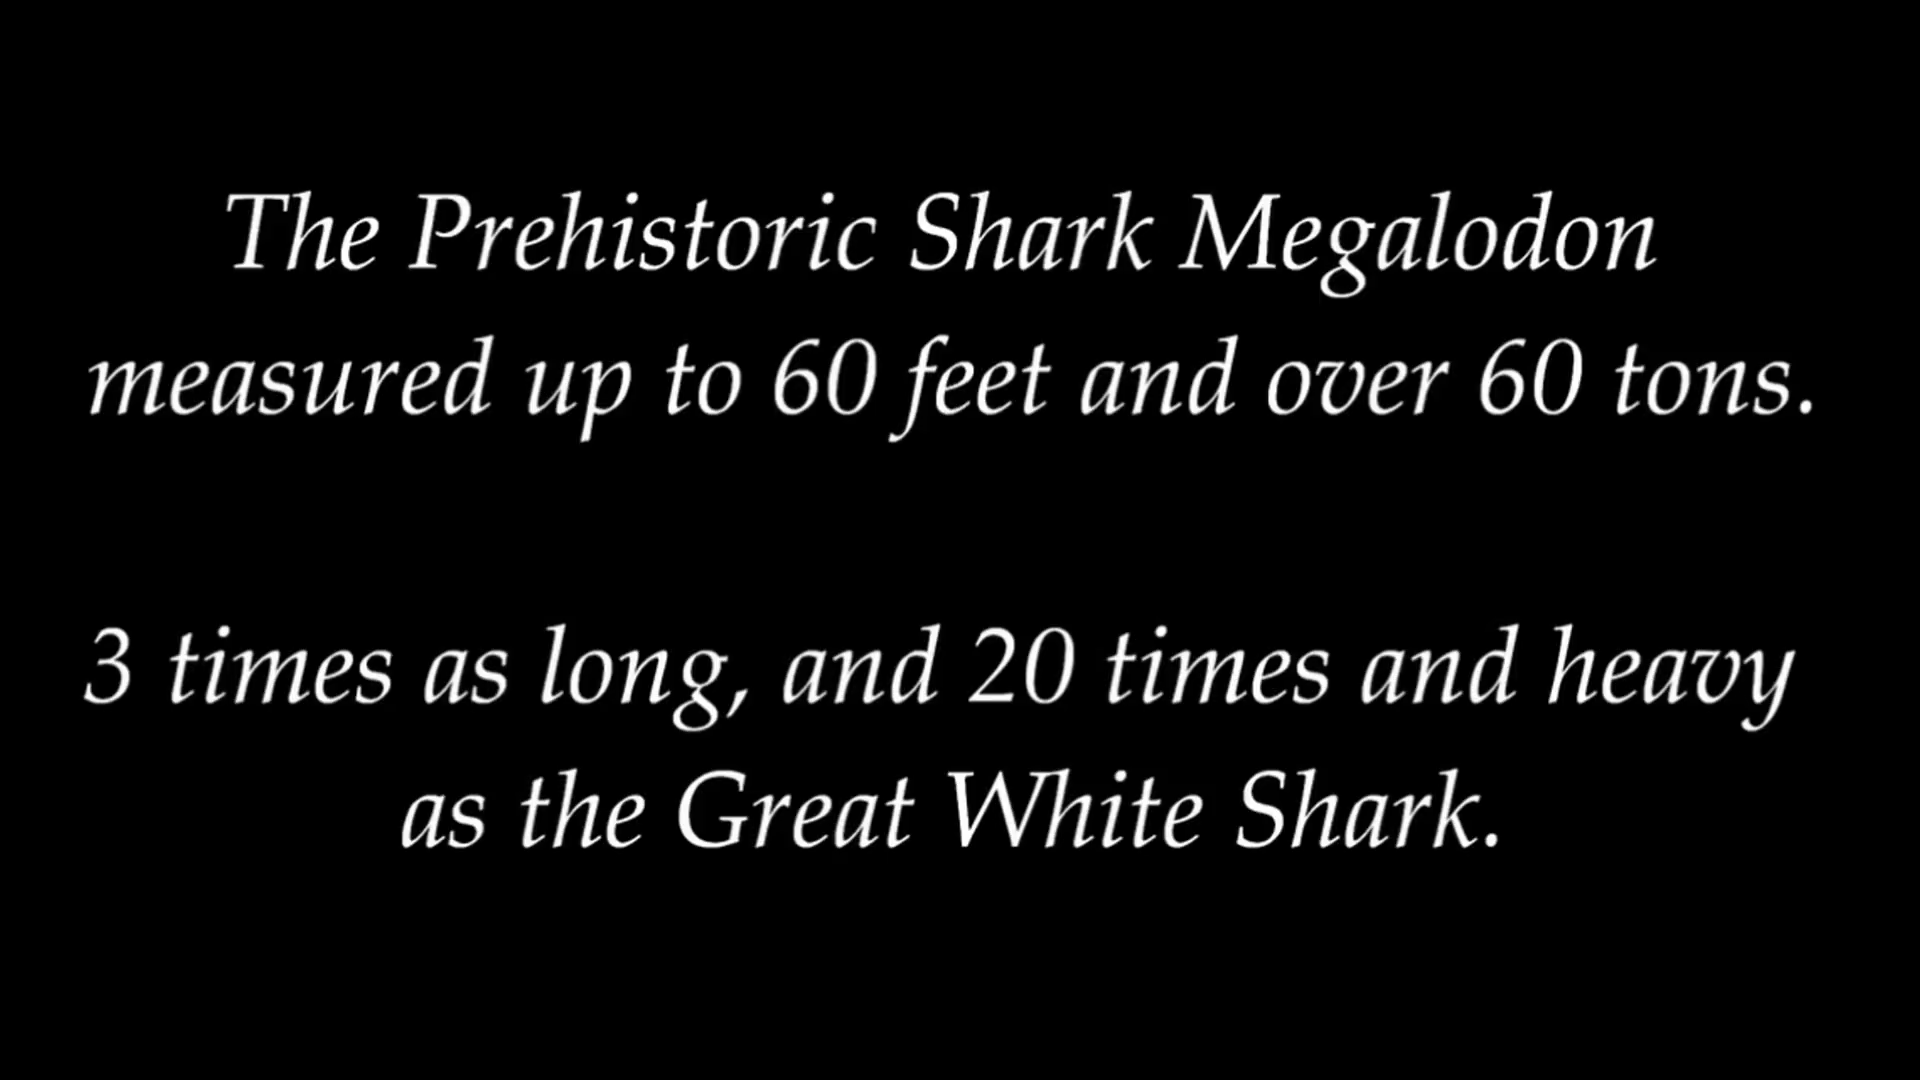 The Prehistoric Shark Megalodon
measured up to 60 feet and over 60 tons.
3 times as long, and 20 times and heavy
as the Great White Shark.